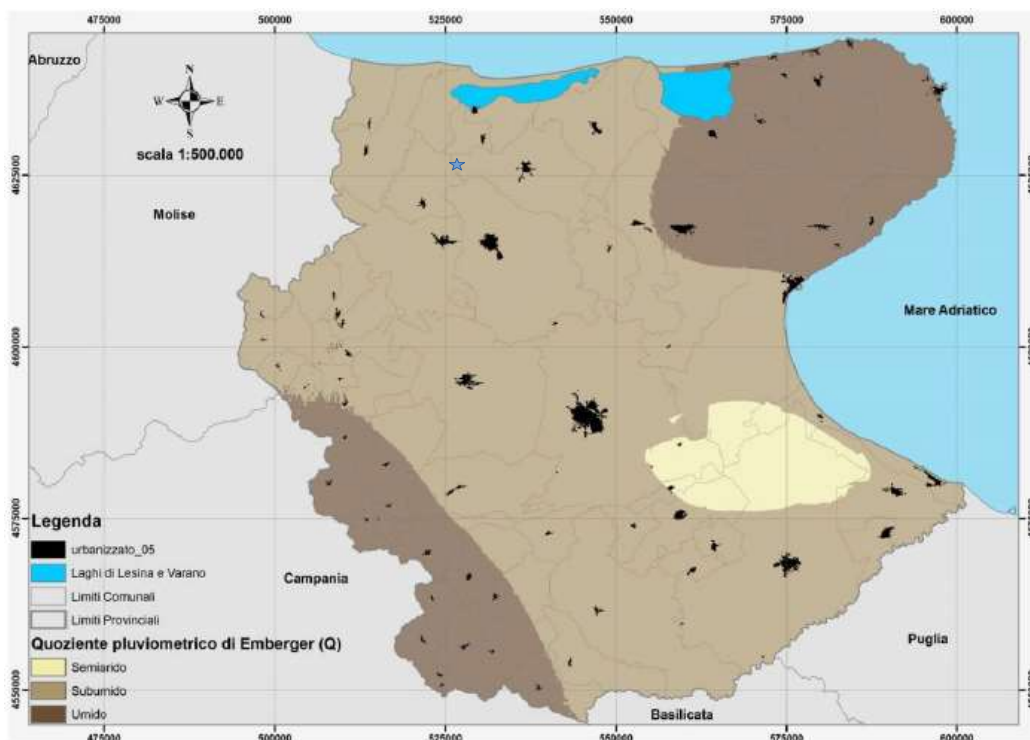 475000 500000 525000 550000 575000 600000
Abruzzo
N
W E
S
scala 1:500.000
4625000
Molise
Mare Adriatico
4600000
4575000
Legenda
urbanizzato_05
Laghi di Lesina e Varano
Limiti Comunali
Limiti Provinciali
Campania
Puglia
Quoziente pluviometrico di Emberger (Q)
Semiarido
Subumido
Umido
4550000
Basilicata
475000 500000 525000 550000 575000 600000